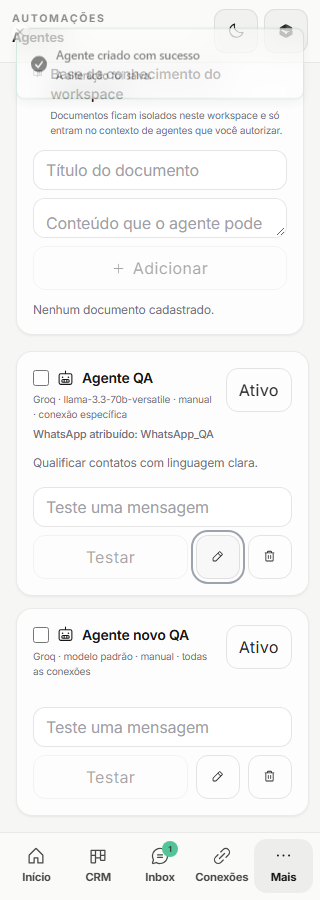 AUTOMAÇÕES
Agentes
Agente criado com sucesso
Base de conhecimento do
workspace
Documentos ficam isolados neste workspace e só
entram no contexto de agentes que você autorizar.
Título do documento
Conteúdo que o agente pode
+ Adicionar
Nenhum documento cadastrado.
Agente QA
Ativo
Groq · llama-3.3-70b-versatile · manual
· conexão específica
WhatsApp atribuído: WhatsApp_QA
Qualificar contatos com linguagem clara.
Teste uma mensagem
Testar
Agente novo QA
Ativo
Groq · modelo padrão · manual · todas
as conexões
Teste uma mensagem
Testar
1
Início
CRM
Inbox
Conexões
Mais